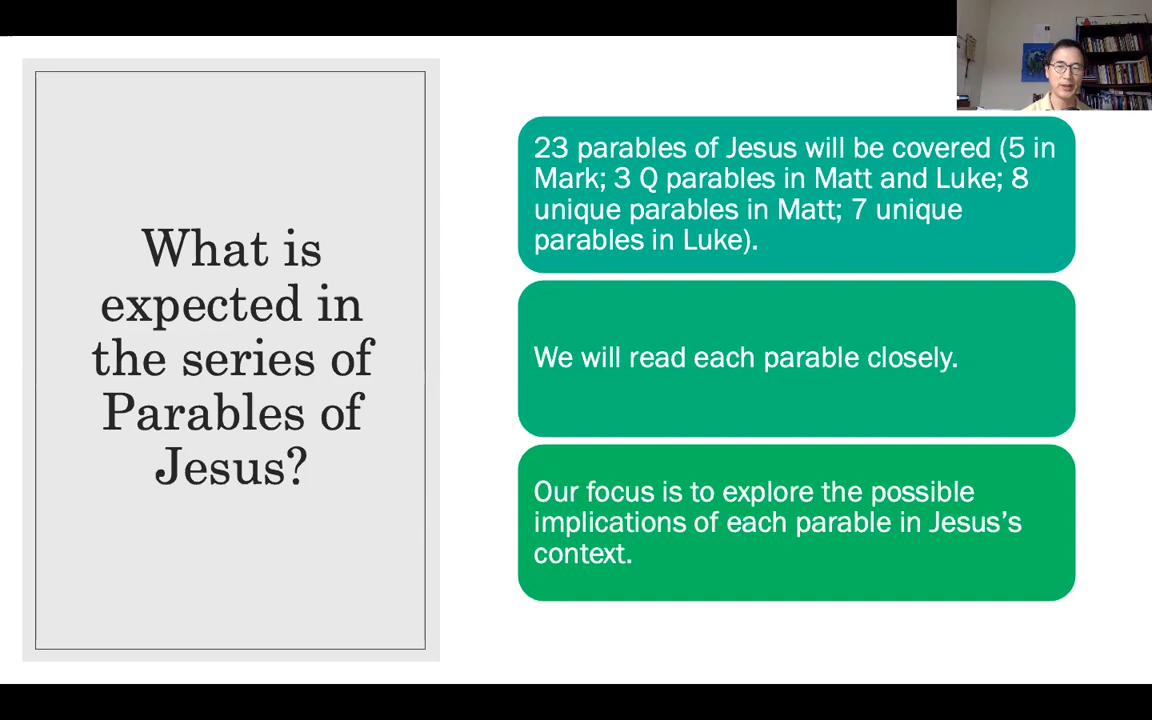 What is
expected in
the series of
Parables of
Jesus?
23 parables of Jesus will be covered (5 in
Mark; 3 Q parables in Matt and Luke; 8
unique parables in Matt; 7 unique
parables in Luke).
We will read each parable closely.
Our focus is to explore the possible
implications of each parable in Jesus’s
context.